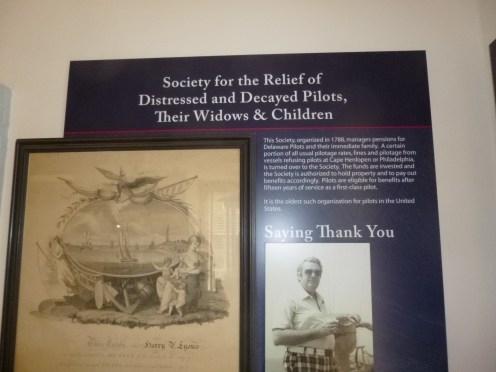 Society for the Relief of
Distressed and Decayed Pilots,
Their Widows & Children
This Society, organized in 1788, manages pensions for
Delaware Pilots and their immediate family. A certain
portion of all usual pilotage rates, fines and pilotage from
vessels refusing pilots at Cape Henlopen or Philadelphia,
is turned over to the Society. The funds are invested and
the Society is authorized to hold property and to pay out
benefits accordingly. Pilots are eligible for benefits after
fifteen years of service as a first-class pilot.
It is the oldest such organization for pilots in the United
States.
Saying Thank You
Harry V. Lyons